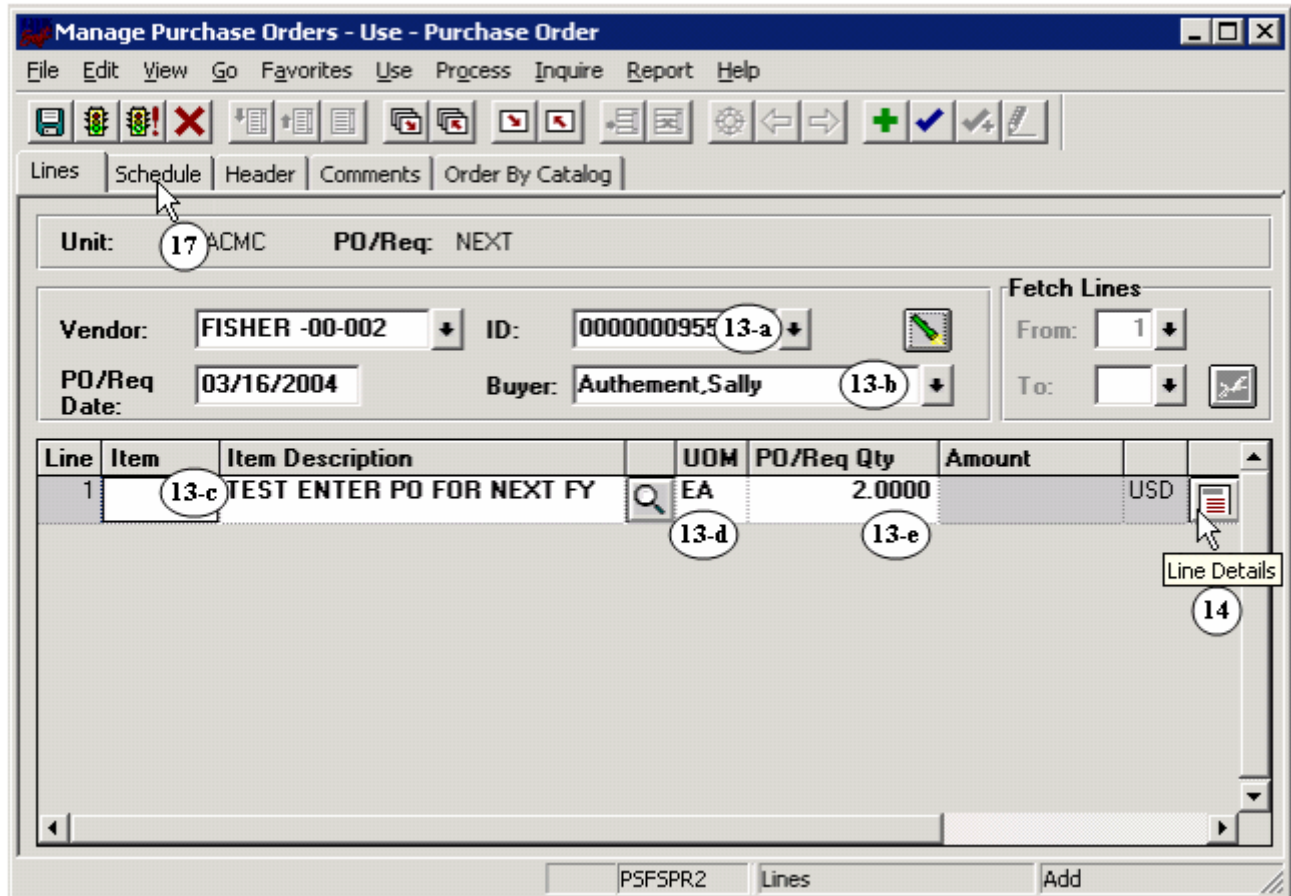 Manage Purchase Orders - Use - Purchase Order
File Edit View Go Favorites Use Process Inquire Report Help
Lines Schedule Header Comments Order By Catalog
17
Unit: ACMC PO/Req: NEXT
Fetch Lines
Vendor: FISHER -00-002 ID: 0000000955 13-a From: 1
PO/Req Date: 03/16/2004 Buyer: Authement,Sally 13-b To:
Line Item Item Description UOM PO/Req Qty Amount
1 13-c TEST ENTER PO FOR NEXT FY EA 2.0000 USD
13-d 13-e
Line Details
14
PSFSPR2 Lines Add